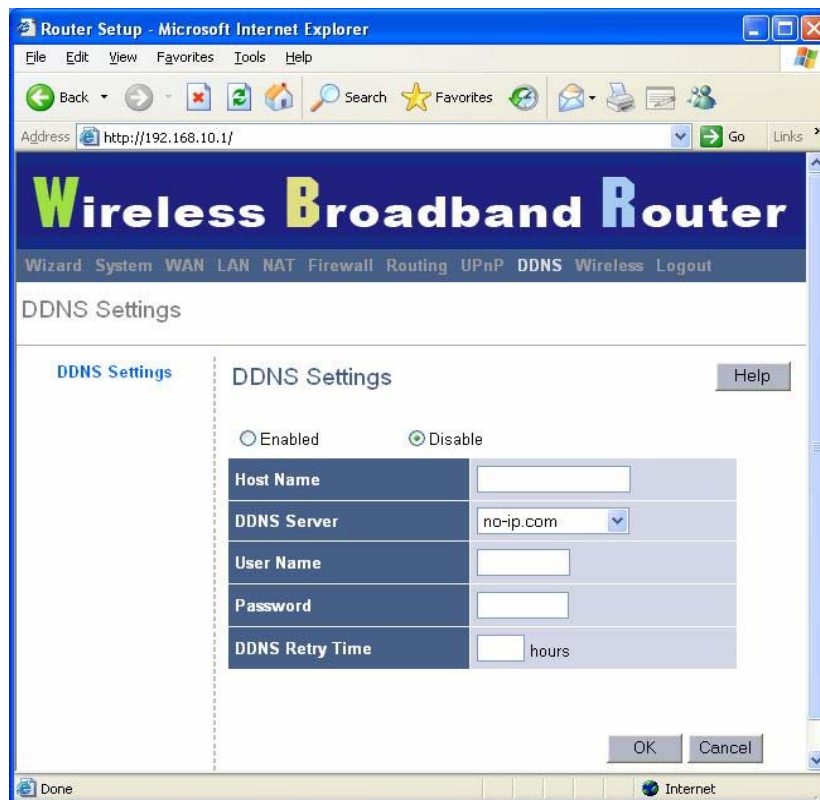 Router Setup - Microsoft Internet Explorer
File Edit View Favorites Tools Help
Back Search Favorites
Address http://192.168.10.1/ Go Links »
Wireless Broadband Router
Wizard System WAN LAN NAT Firewall Routing UPnP DDNS Wireless Logout
DDNS Settings
DDNS Settings
DDNS Settings
Help
Enabled Disable
Host Name
DDNS Server no-ip.com
User Name
Password
DDNS Retry Time hours
OK Cancel
Done Internet